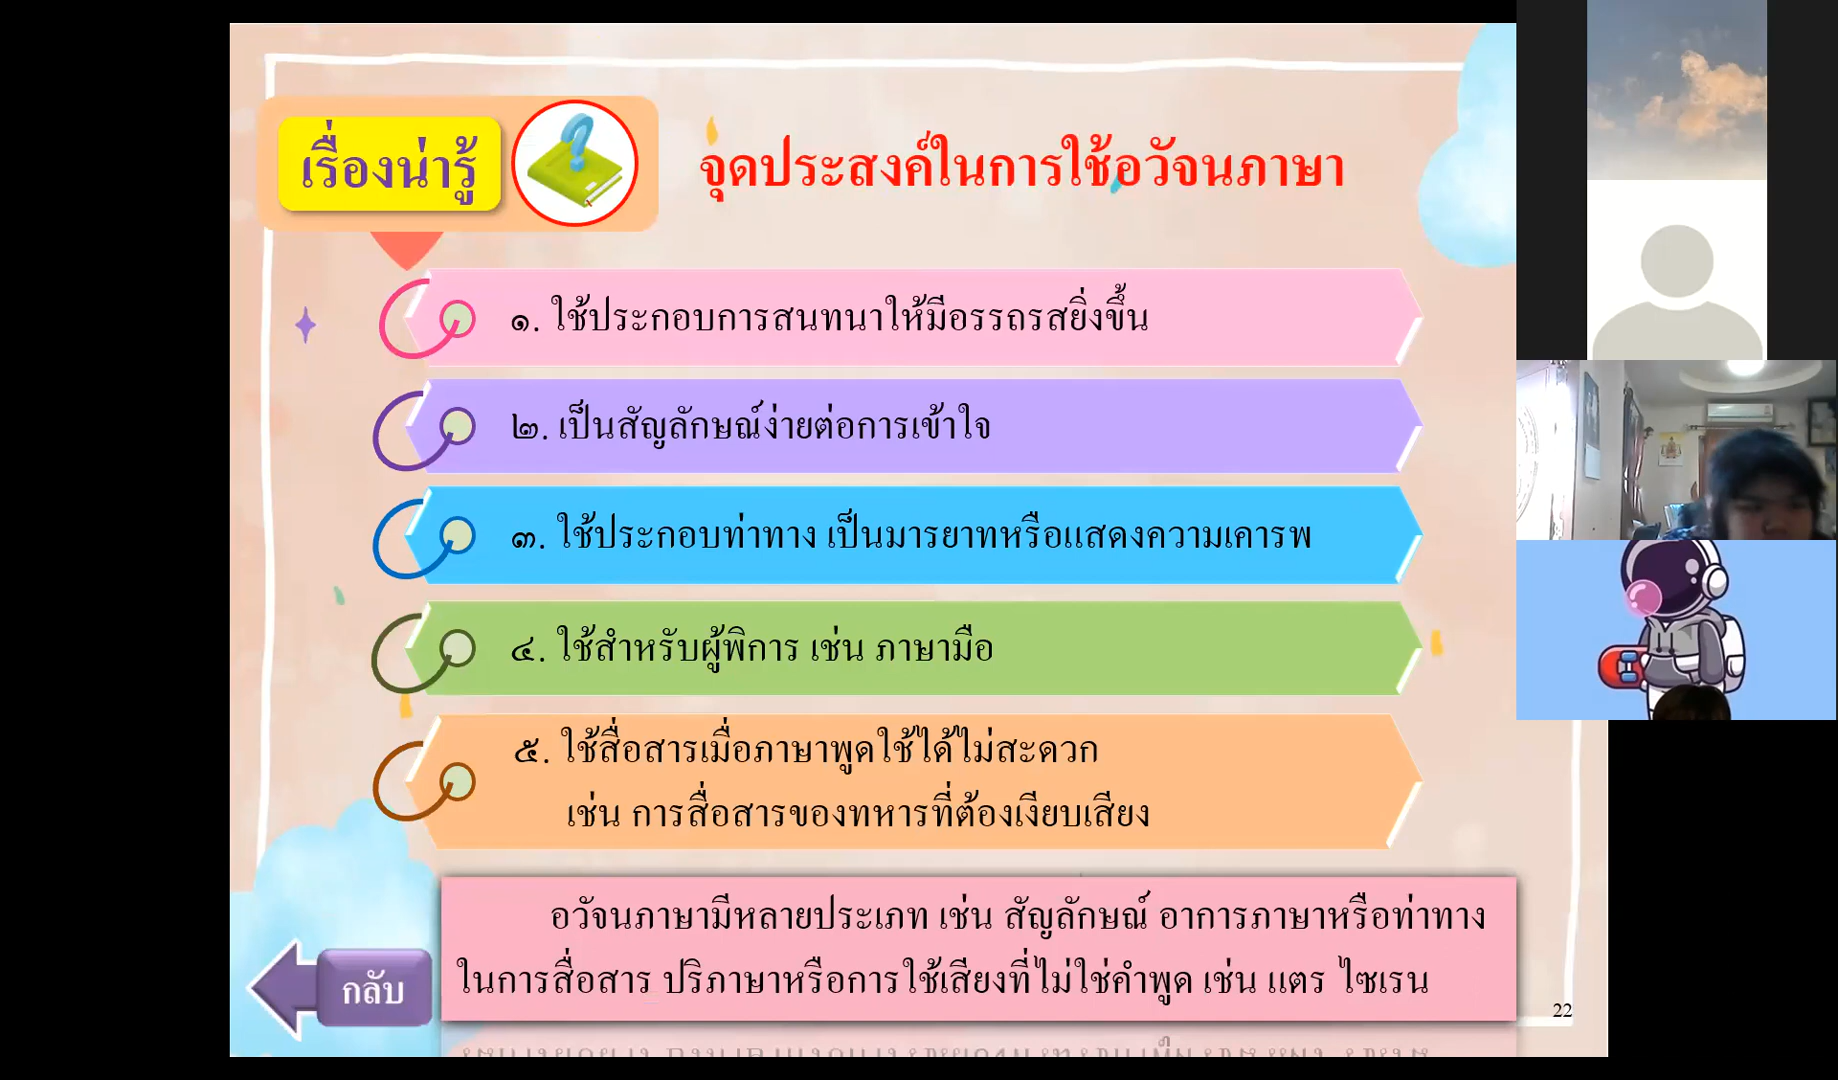 เรื่องน่ารู้
จุดประสงค์ในการใช้อวัจนภาษา
๑. ใช้ประกอบการสนทนาให้มีอรรถรสยิ่งขึ้น
๒. เป็นสัญลักษณ์ง่ายต่อการเข้าใจ
๓. ใช้ประกอบท่าทาง เป็นมารยาทหรือแสดงความเคารพ
๔. ใช้สำหรับผู้พิการ เช่น ภาษามือ
๕. ใช้สื่อสารเมื่อภาษาพูดใช้ได้ไม่สะดวก
เช่น การสื่อสารของทหารที่ต้องเงียบเสียง
อวัจนภาษามีหลายประเภท เช่น สัญลักษณ์ อาการภาษาหรือท่าทาง
ในการสื่อสาร ปริภาษาหรือการใช้เสียงที่ไม่ใช่คำพูด เช่น แตร ไซเรน
กลับ
22